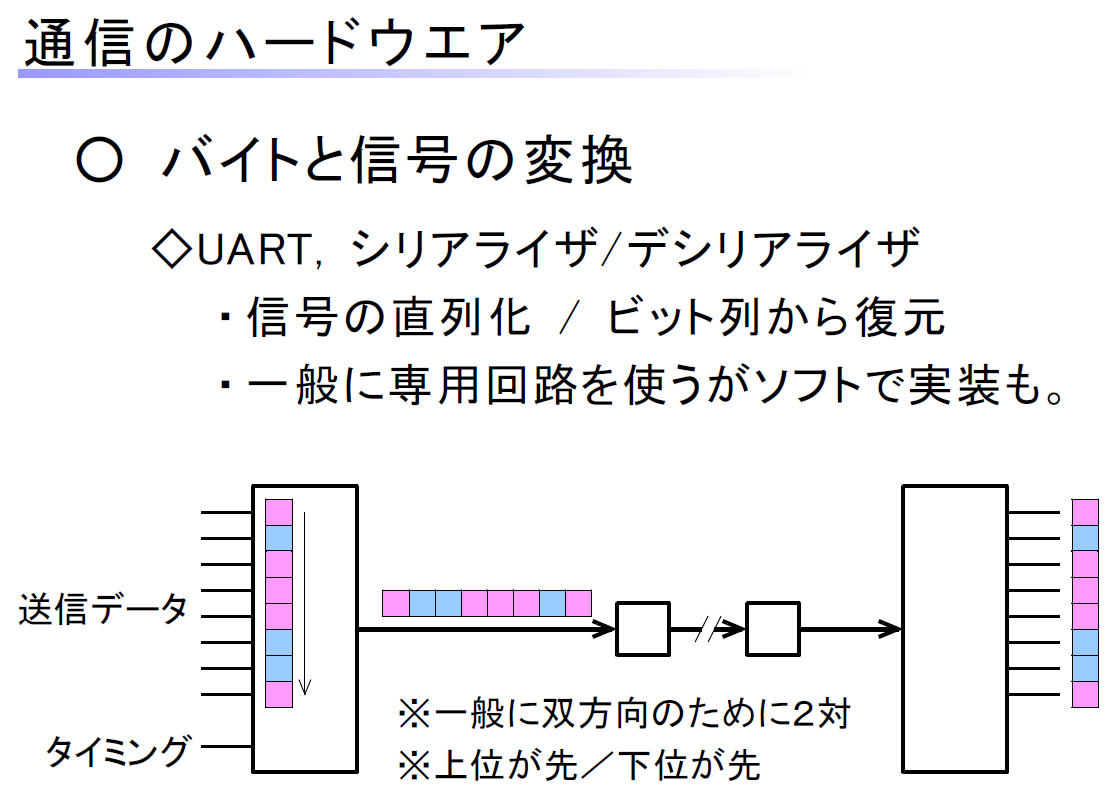 通信のハードウエア
〇 バイトと信号の変換
◇UART, シリアライザ/デシリアライザ
・信号の直列化 / ビット列から復元
・一般に専用回路を使うがソフトで実装も。
送信データ
※一般に双方向のために２対
タイミング
※上位が先／下位が先